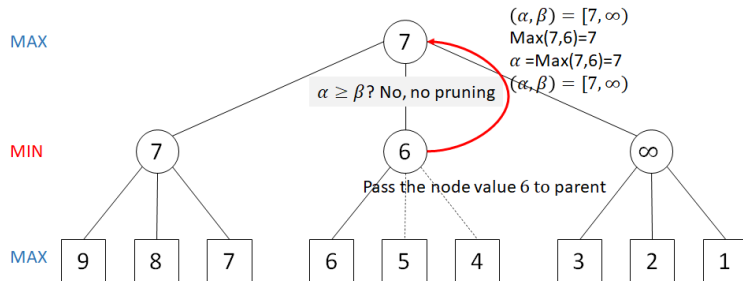 (α, β) = [7, ∞)
MAX
7
Max(7,6)=7
α =Max(7,6)=7
(α, β) = [7, ∞)
α ≥ β? No, no pruning
MIN
7
6
∞
Pass the node value 6 to parent
MAX
9
8
7
6
5
4
3
2
1